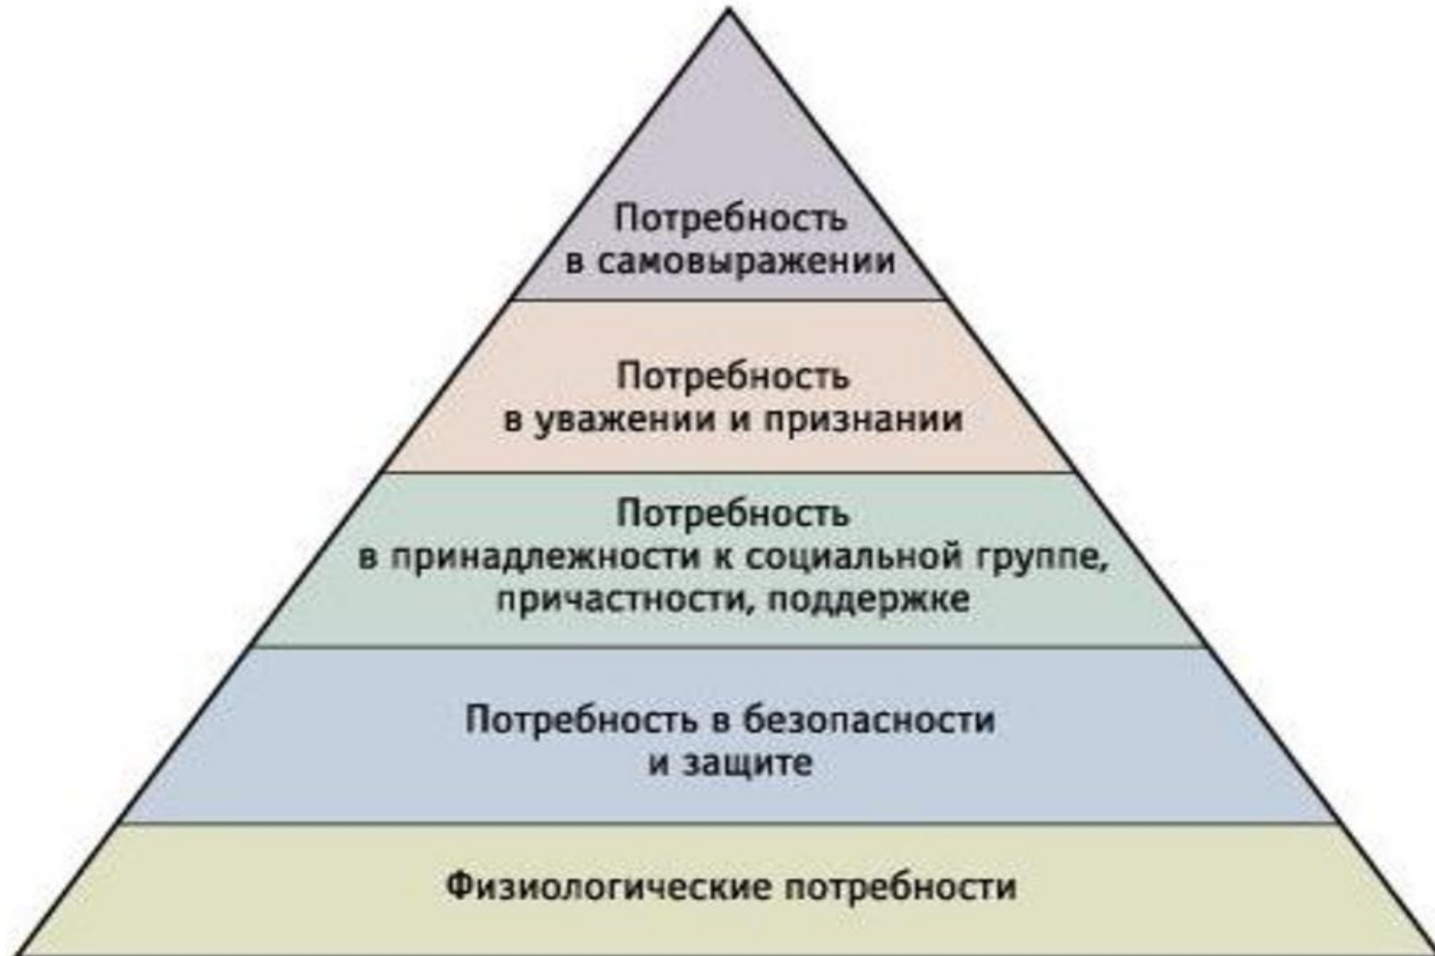 Потребность
в самовыражении
Потребность
в уважении и признании
Потребность
в принадлежности к социальной группе,
причастности, поддержке
Потребность в безопасности
и защите
Физиологические потребности